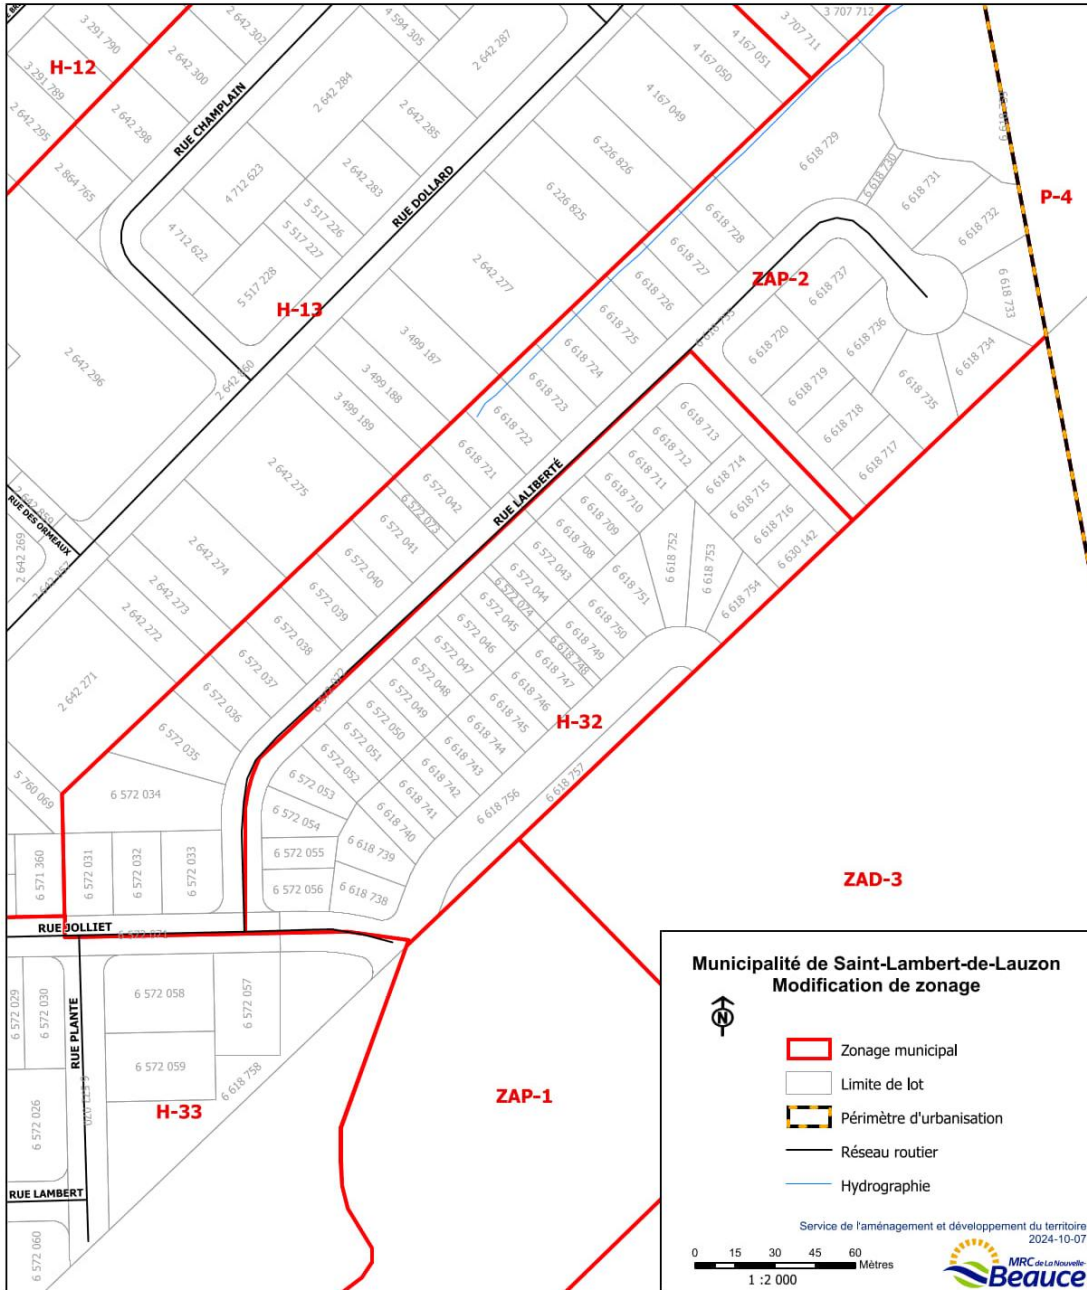 H-12
3 291 790
3 291 789
2 642 295
2 642 302
2 642 300
2 642 298
2 864 765
RUE CHAMPLAIN
4 594 305
2 642 287
2 642 284
2 642 285
2 642 283
4 712 623
4 712 622
5 517 226
5 517 227
5 517 228
RUE DOLLARD
H-13
2 642 296
2 642 860
4 167 051
4 167 050
4 167 049
3 707 712
3 707 711
6 226 826
6 226 825
2 642 277
3 499 187
3 499 188
3 499 189
2 642 275
2 642 274
2 642 273
2 642 272
2 642 271
2 642 859
RUE DES ORMEAUX
2 642 269
2 642 857
5 760 069
P-4
6 618 729
6 618 730
6 618 731
6 618 732
6 618 733
6 618 734
6 618 735
6 618 736
6 618 737
ZAP-2
6 618 728
6 618 727
6 618 726
6 618 725
6 618 724
6 618 723
6 618 722
6 618 721
6 618 720
6 618 719
6 618 718
6 618 717
RUE LALIBERTÉ
6 572 042
6 572 073
6 572 041
6 572 040
6 572 039
6 572 038
6 572 037
6 572 036
6 572 035
6 572 034
6 572 072
6 618 713
6 618 712
6 618 711
6 618 710
6 618 709
6 618 708
6 618 714
6 618 715
6 618 716
6 630 142
6 618 752
6 618 753
6 618 754
6 618 751
6 618 750
6 618 749
6 618 748
6 618 747
6 618 746
6 618 745
6 618 744
6 618 743
6 618 742
6 618 741
6 618 740
6 618 739
6 618 738
6 572 043
6 572 044
6 572 074
6 572 045
6 572 046
6 572 047
6 572 048
6 572 049
6 572 050
6 572 051
6 572 052
6 572 053
6 572 054
6 572 055
6 572 056
H-32
6 618 757
6 618 756
6 571 360
6 572 031
6 572 032
6 572 033
RUE JOLLIET
6 572 071
ZAD-3
6 572 029
6 572 030
RUE PLANTE
6 572 070
6 572 058
6 572 057
6 572 059
6 618 758
H-33
ZAP-1
6 572 026
RUE LAMBERT
6 572 060
Municipalité de Saint-Lambert-de-Lauzon
Modification de zonage
N
Zonage municipal
Limite de lot
Périmètre d'urbanisation
Réseau routier
Hydrographie
Service de l'aménagement et développement du territoire
2024-10-07
0 15 30 45 60
Mètres
1 :2 000
MRC de La Nouvelle-
Beauce